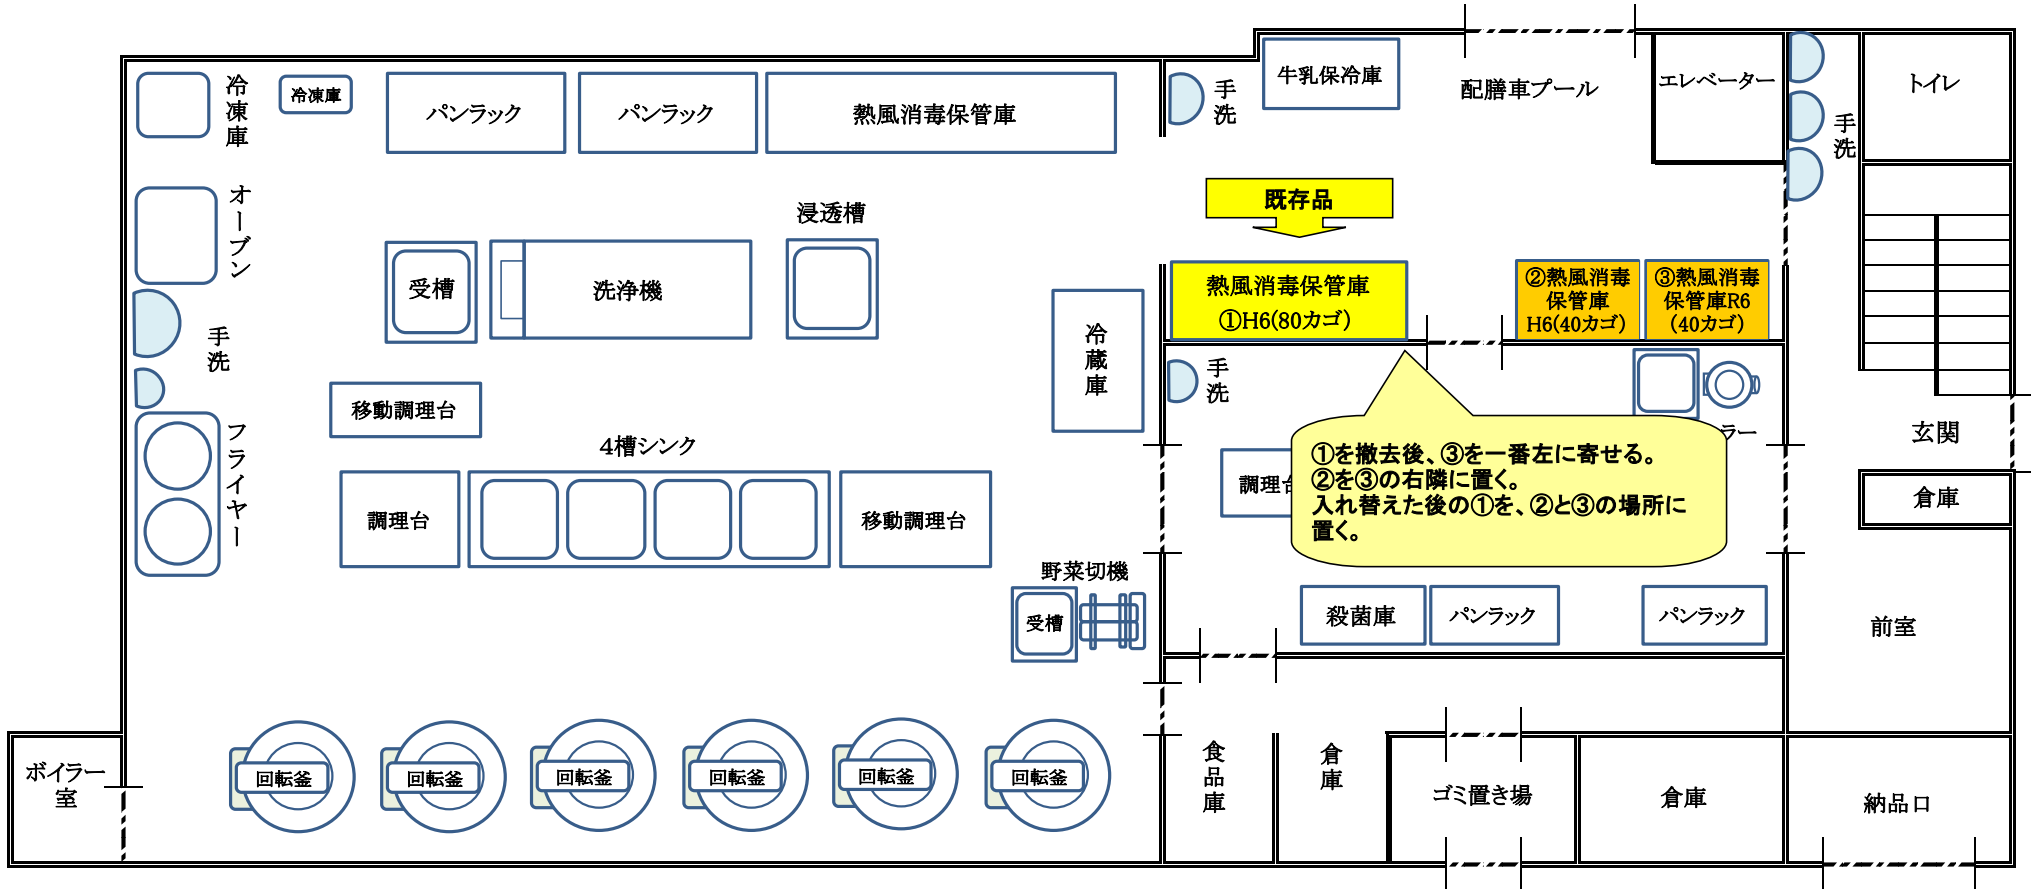 冷凍庫
冷凍庫
パンラック
パンラック
熱風消毒保管庫
手洗
牛乳保冷庫
配膳車プール
エレベーター
手洗
トイレ
オーブン
浸透槽
既存品
受槽
洗浄機
熱風消毒保管庫
①H6(80カゴ)
②熱風消毒
保管庫
H6(40カゴ)
③熱風消毒
保管庫R6
(40カゴ)
手洗
冷蔵庫
手洗
移動調理台
フライヤー
4槽シンク
ラー
玄関
①を撤去後、③を一番左に寄せる。
②を③の右隣に置く。
入れ替えた後の①を、②と③の場所に
置く。
調理台
倉庫
調理台
移動調理台
野菜切機
受槽
殺菌庫
パンラック
パンラック
前室
ボイラー
室
回転釜
回転釜
回転釜
回転釜
回転釜
回転釜
食品庫
倉庫
ゴミ置き場
倉庫
納品口